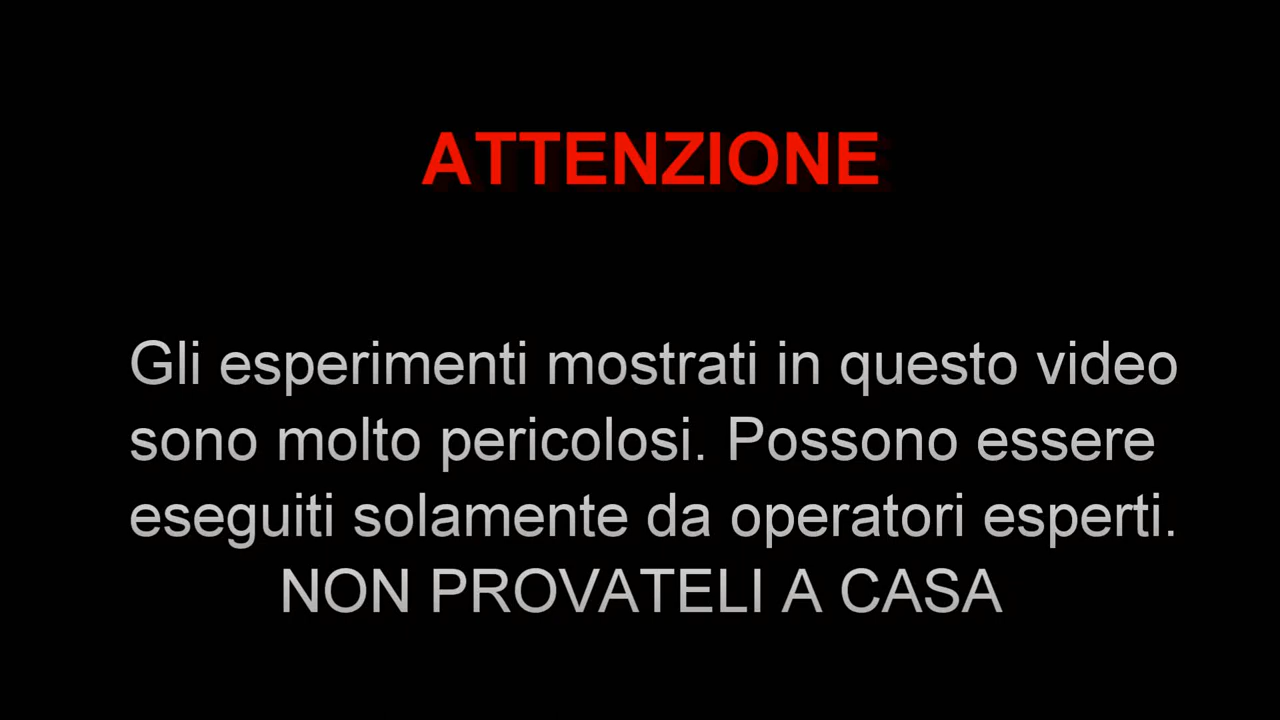 ATTENZIONE
Gli esperimenti mostrati in questo video
sono molto pericolosi. Possono essere
eseguiti solamente da operatori esperti.
NON PROVATELI A CASA